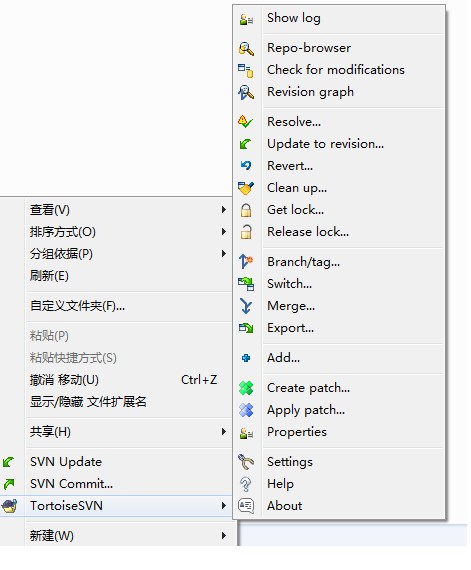 Show log
Repo-browser
Check for modifications
Revision graph
Resolve...
Update to revision...
Revert...
Clean up...
Get lock...
Release lock...
Branch/tag...
Switch...
Merge...
Export...
Add...
Create patch...
Apply patch...
Properties
Settings
Help
About
查看(V)
排序方式(O)
分组依据(P)
刷新(E)
自定义文件夹(F)...
粘贴(P)
粘贴快捷方式(S)
撤消 移动(U) Ctrl+Z
显示/隐藏 文件扩展名
共享(H)
SVN Update
SVN Commit...
TortoiseSVN
新建(W)